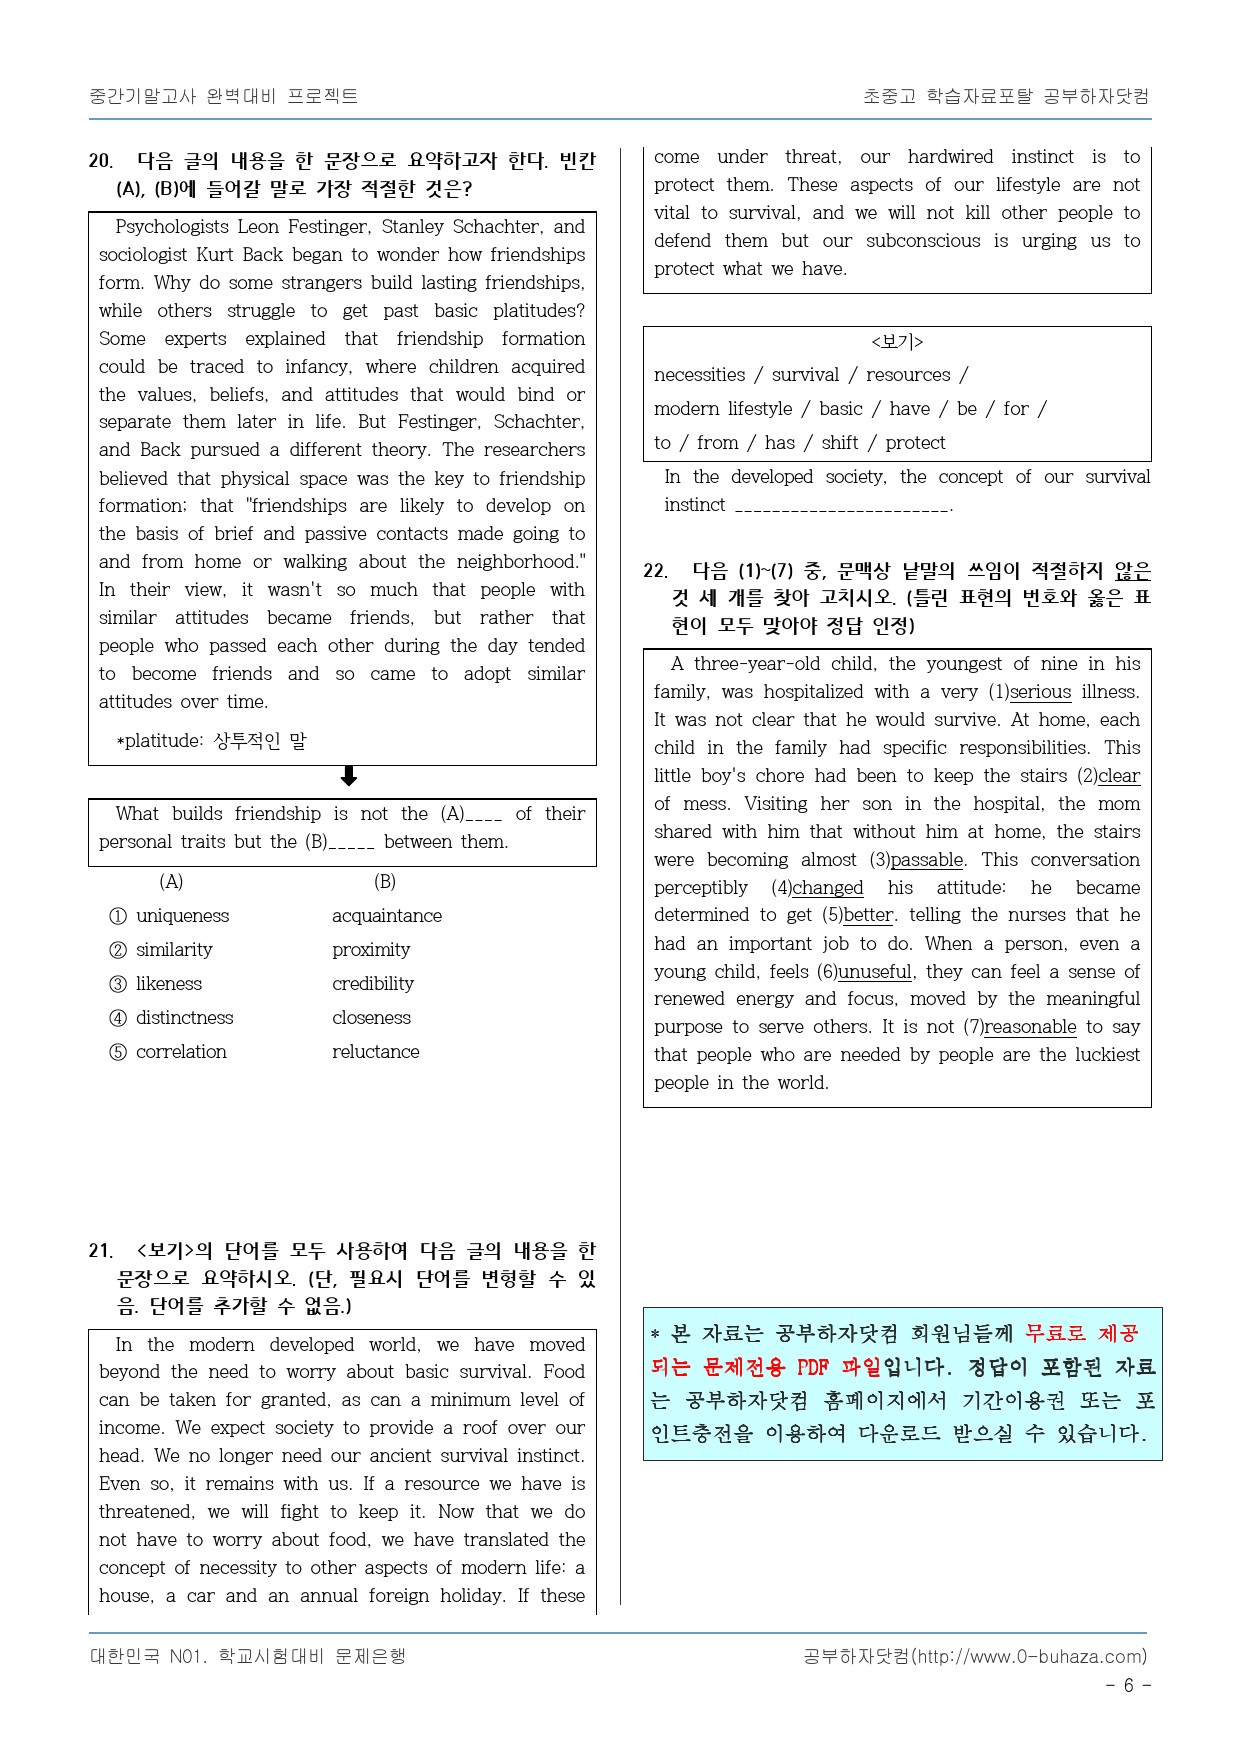 중간기말고사 완벽대비 프로젝트
초중고 학습자료포탈 공부하자닷컴
20. 다음 글의 내용을 한 문장으로 요약하고자 한다. 빈칸
(A), (B)에 들어갈 말로 가장 적절한 것은?
Psychologists Leon Festinger, Stanley Schachter, and
sociologist Kurt Back began to wonder how friendships
form. Why do some strangers build lasting friendships,
while others struggle to get past basic platitudes?
Some experts explained that friendship formation
could be traced to infancy, where children acquired
the values, beliefs, and attitudes that would bind or
separate them later in life. But Festinger, Schachter,
and Back pursued a different theory. The researchers
believed that physical space was the key to friendship
formation; that "friendships are likely to develop on
the basis of brief and passive contacts made going to
and from home or walking about the neighborhood."
In their view, it wasn't so much that people with
similar attitudes became friends, but rather that
people who passed each other during the day tended
to become friends and so came to adopt similar
attitudes over time.
*platitude: 상투적인 말
What builds friendship is not the (A)____ of their
personal traits but the (B)_____ between them.
(A) (B)
① uniqueness acquaintance
② similarity proximity
③ likeness credibility
④ distinctness closeness
⑤ correlation reluctance
21. <보기>의 단어를 모두 사용하여 다음 글의 내용을 한
문장으로 요약하시오. (단, 필요시 단어를 변형할 수 있
음. 단어를 추가할 수 없음.)
In the modern developed world, we have moved
beyond the need to worry about basic survival. Food
can be taken for granted, as can a minimum level of
income. We expect society to provide a roof over our
head. We no longer need our ancient survival instinct.
Even so, it remains with us. If a resource we have is
threatened, we will fight to keep it. Now that we do
not have to worry about food, we have translated the
concept of necessity to other aspects of modern life: a
house, a car and an annual foreign holiday. If these
come under threat, our hardwired instinct is to
protect them. These aspects of our lifestyle are not
vital to survival, and we will not kill other people to
defend them but our subconscious is urging us to
protect what we have.
<보기>
necessities / survival / resources /
modern lifestyle / basic / have / be / for /
to / from / has / shift / protect
In the developed society, the concept of our survival
instinct _______________________.
22. 다음 (1)~(7) 중, 문맥상 낱말의 쓰임이 적절하지 않은
것 세 개를 찾아 고치시오. (틀린 표현의 번호와 옳은 표
현이 모두 맞아야 정답 인정)
A three-year-old child, the youngest of nine in his
family, was hospitalized with a very (1)serious illness.
It was not clear that he would survive. At home, each
child in the family had specific responsibilities. This
little boy's chore had been to keep the stairs (2)clear
of mess. Visiting her son in the hospital, the mom
shared with him that without him at home, the stairs
were becoming almost (3)passable. This conversation
perceptibly (4)changed his attitude: he became
determined to get (5)better. telling the nurses that he
had an important job to do. When a person, even a
young child, feels (6)unuseful, they can feel a sense of
renewed energy and focus, moved by the meaningful
purpose to serve others. It is not (7)reasonable to say
that people who are needed by people are the luckiest
people in the world.
* 본 자료는 공부하자닷컴 회원님들께 무료로 제공
되는 문제전용 PDF 파일입니다. 정답이 포함된 자료
는 공부하자닷컴 홈페이지에서 기간이용권 또는 포
인트충전을 이용하여 다운로드 받으실 수 있습니다.
대한민국 N01. 학교시험대비 문제은행
공부하자닷컴(http://www.0-buhaza.com)
- 6 -